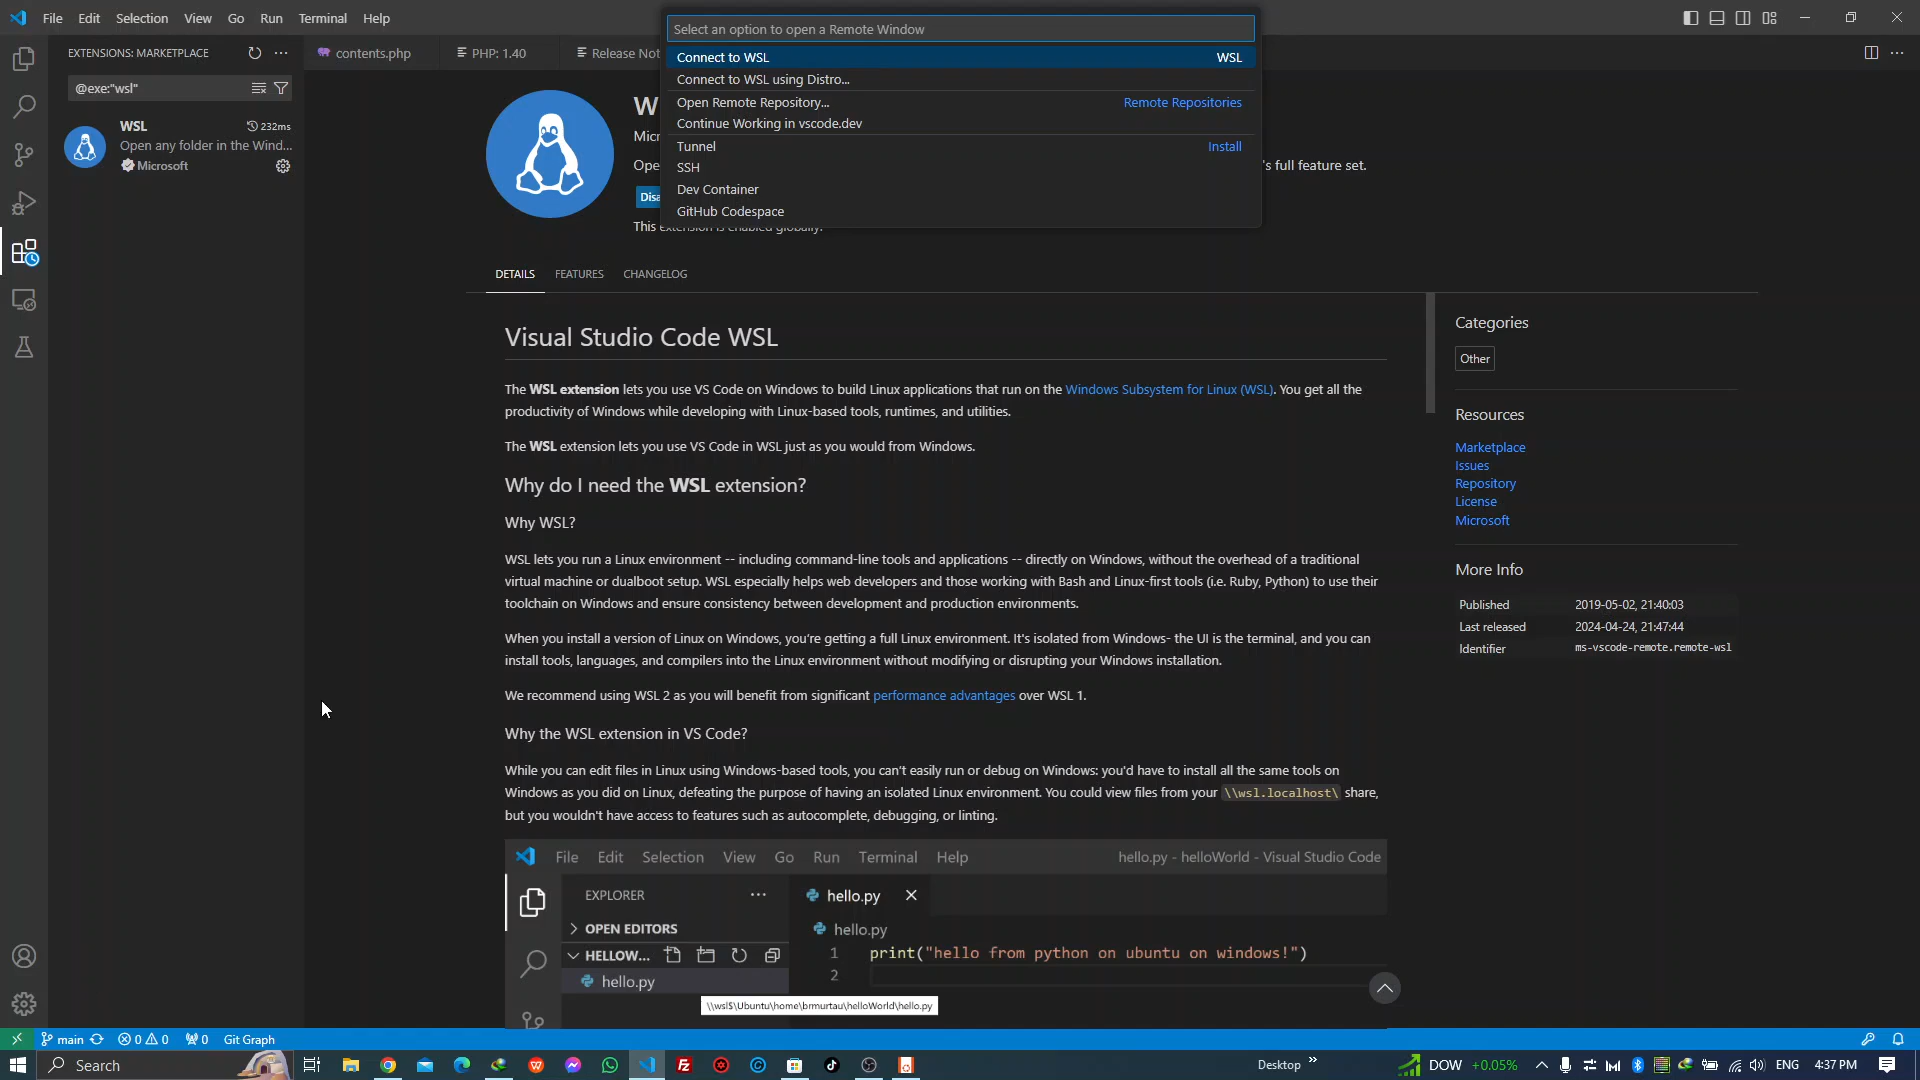 File Edit Selection View Go Run Terminal Help
Select an option to open a Remote Window
Connect to WSL WSL
Connect to WSL using Distro...
Open Remote Repository... Remote Repositories
Continue Working in vscode.dev
Tunnel Install
SSH
Dev Container
GitHub Codespace
EXTENSIONS: MARKETPLACE
contents.php PHP: 1.40 Release Not
@exe:"wsl"
WSL 232ms
Open any folder in the Wind...
Microsoft
W
Micr
Ope 's full feature set.
Disa
This extension is enabled globally.
DETAILS FEATURES CHANGELOG
Visual Studio Code WSL
The WSL extension lets you use VS Code on Windows to build Linux applications that run on the Windows Subsystem for Linux (WSL). You get all the
productivity of Windows while developing with Linux-based tools, runtimes, and utilities.
The WSL extension lets you use VS Code in WSL just as you would from Windows.
Why do I need the WSL extension?
Why WSL?
WSL lets you run a Linux environment -- including command-line tools and applications -- directly on Windows, without the overhead of a traditional
virtual machine or dualboot setup. WSL especially helps web developers and those working with Bash and Linux-first tools (i.e. Ruby, Python) to use their
toolchain on Windows and ensure consistency between development and production environments.
When you install a version of Linux on Windows, you're getting a full Linux environment. It's isolated from Windows- the UI is the terminal, and you can
install tools, languages, and compilers into the Linux environment without modifying or disrupting your Windows installation.
We recommend using WSL 2 as you will benefit from significant performance advantages over WSL 1.
Why the WSL extension in VS Code?
While you can edit files in Linux using Windows-based tools, you can't easily run or debug on Windows: you'd have to install all the same tools on
Windows as you did on Linux, defeating the purpose of having an isolated Linux environment. You could view files from your \\wsl.localhost\ share,
but you wouldn't have access to features such as autocomplete, debugging, or linting.
File Edit Selection View Go Run Terminal Help hello.py - helloWorld - Visual Studio Code
EXPLORER
hello.py
OPEN EDITORS
hello.py
HELLOW...
1 print("hello from python on ubuntu on windows!")
2
hello.py
\\wsl$\Ubuntu\home\brmurtau\helloWorld\hello.py
Categories
Other
Resources
Marketplace
Issues
Repository
License
Microsoft
More Info
Published 2019-05-02, 21:40:03
Last released 2024-04-24, 21:47:44
Identifier ms-vscode-remote.remote-wsl
main 0 0 0 Git Graph
Search Desktop DOW +0.05% ENG 4:37 PM